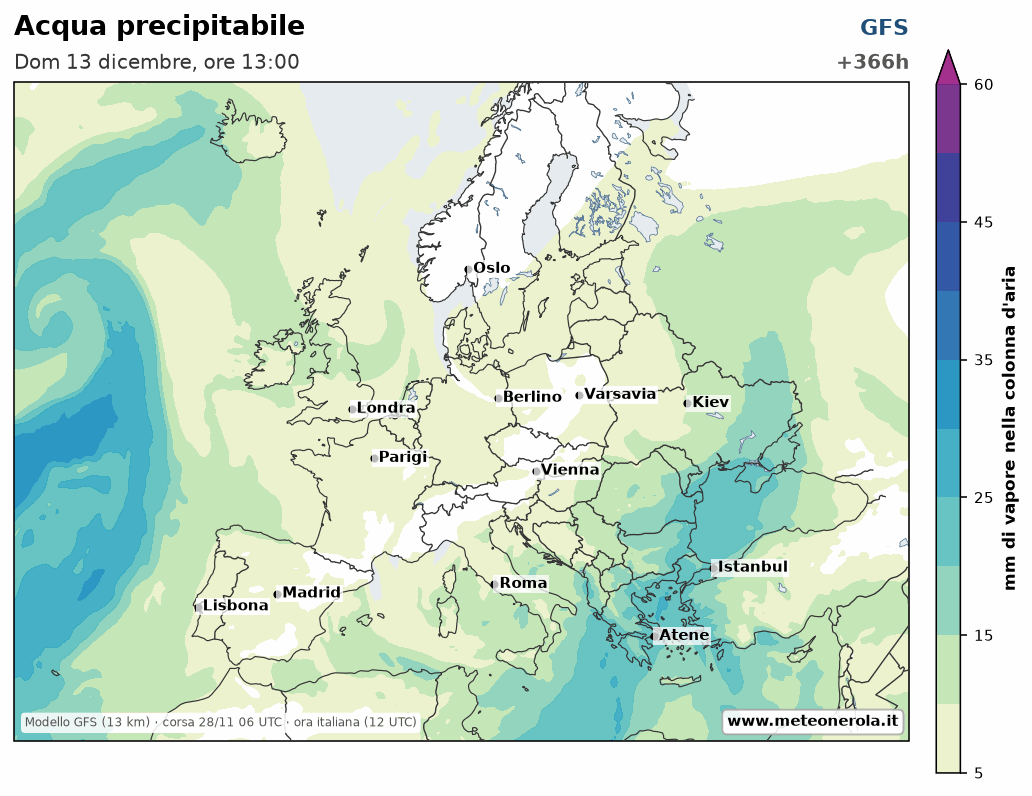 Acqua precipitabile
GFS
Dom 13 dicembre, ore 13:00
+366h
60
45
35
25
15
5
mm di vapore nella colonna d'aria
Oslo
Berlino
Varsavia
Kiev
Londra
Parigi
Vienna
Istanbul
Roma
Madrid
Lisbona
Atene
Modello GFS (13 km) · corsa 28/11 06 UTC · ora italiana (12 UTC)
www.meteonerola.it